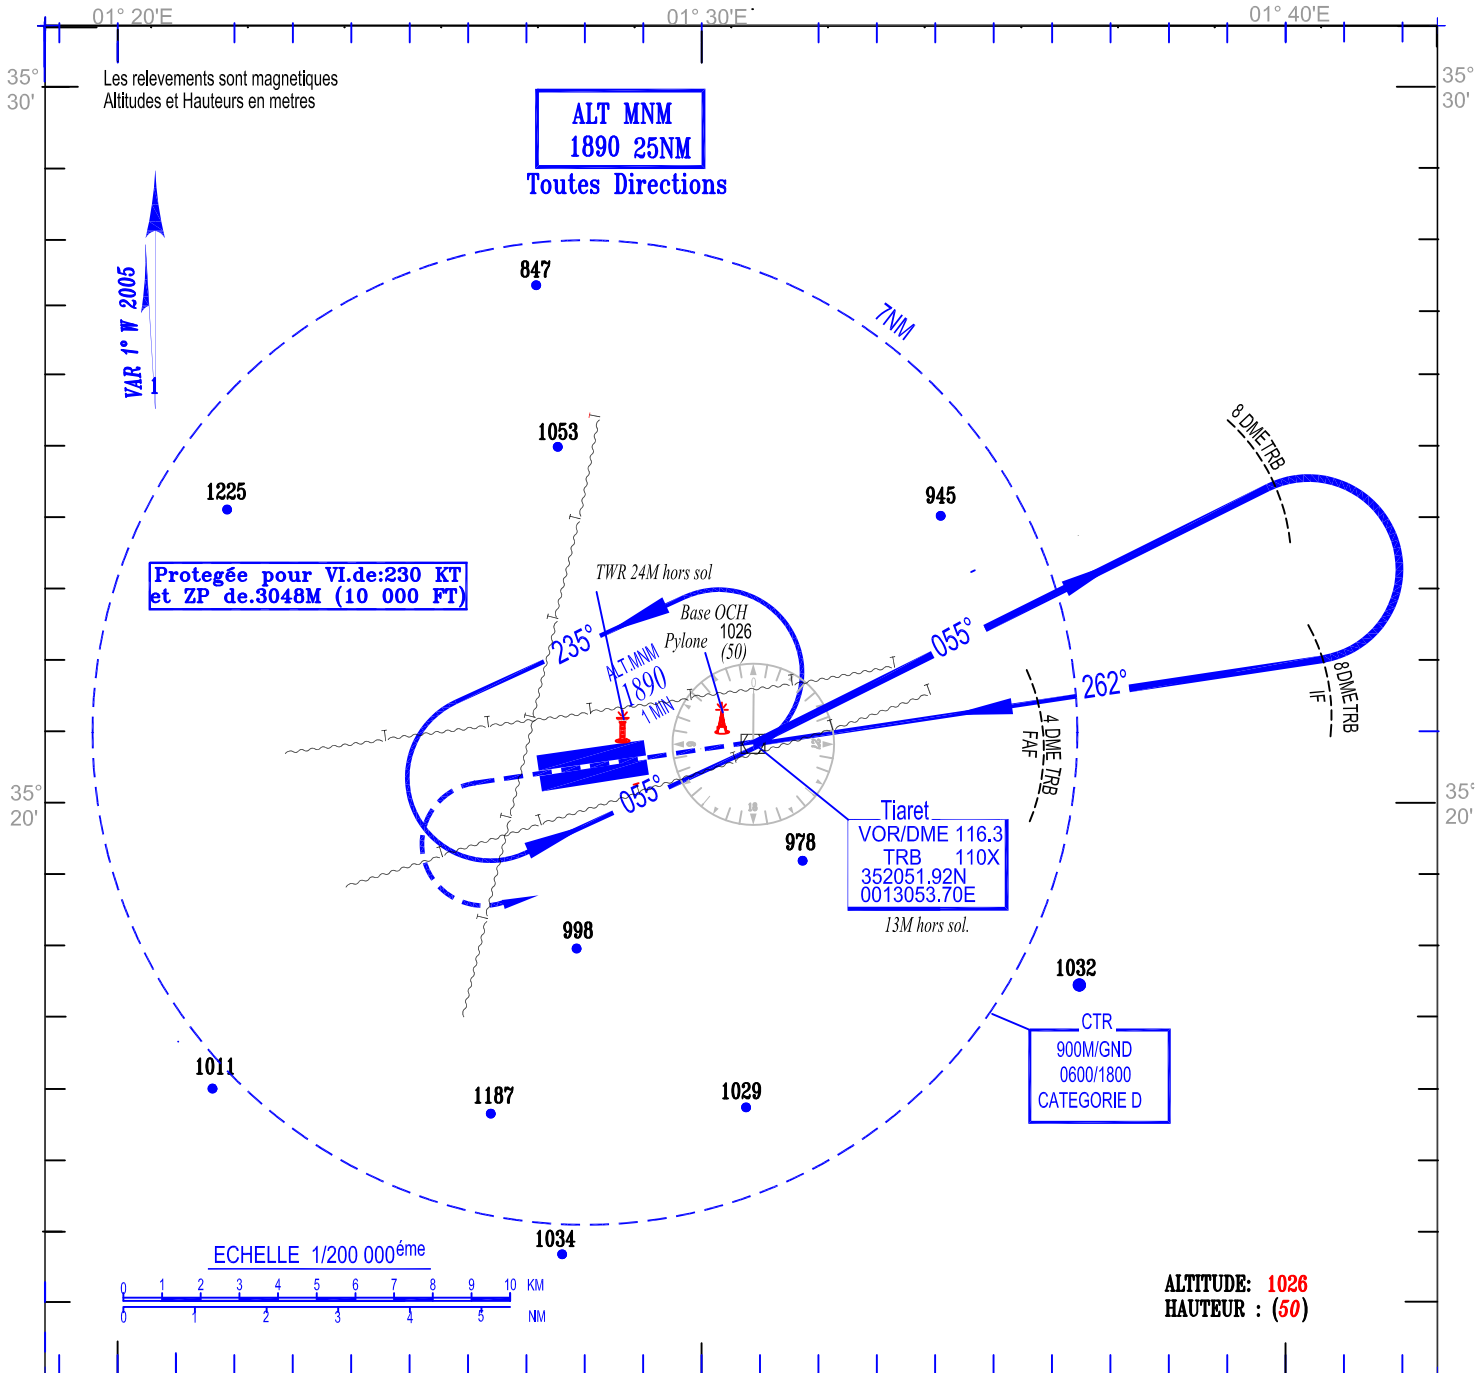 01° 20'E
01° 30'E
01° 40'E
35°
30'
35°
30'
Les relevements sont magnetiques
Altitudes et Hauteurs en metres
ALT MNM
1890 25NM
Toutes Directions
VAR 1° W 2005
1
847
7NM
1053
1225
945
8 DMETRB
Protegée pour VI.de:230 KT
et ZP de.3048M (10 000 FT)
TWR 24M hors sol
Base OCH
Pylone
1026
(50)
235°
ALT.MNM
1890
1 MIN
055°
262°
8DMETRB
IF
4 DME TRB
FAF
055°
0
9
18
27
35°
20'
35°
20'
Tiaret
VOR/DME 116.3
TRB 110X
352051.92N
0013053.70E
13M hors sol.
978
998
1032
CTR
900M/GND
0600/1800
CATEGORIE D
1011
1187
1029
1034
ECHELLE 1/200 000éme
0 1 2 3 4 5 6 7 8 9 10 KM
0 1 2 3 4 5 NM
ALTITUDE: 1026
HAUTEUR : (50)